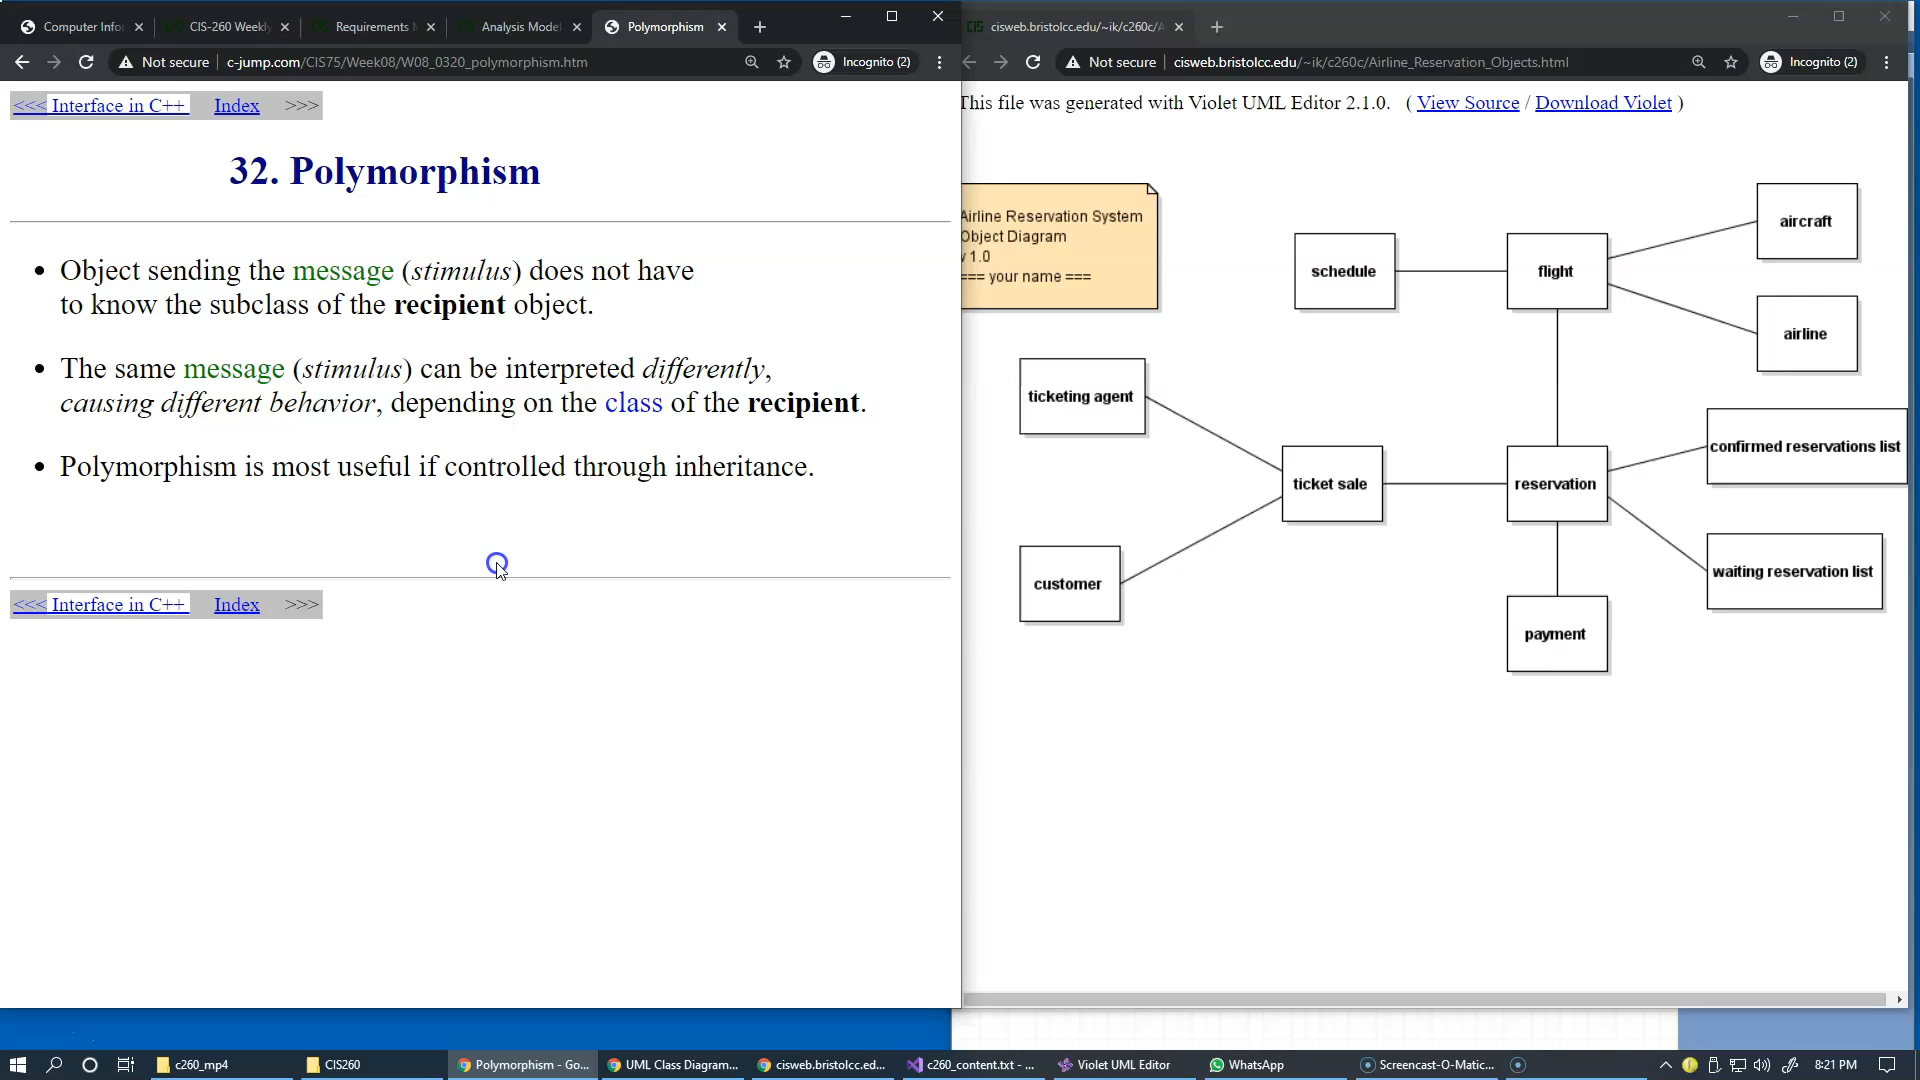 Computer Info
CIS-260 Weekly
Requirements
Analysis Model
Polymorphism
Not secure
c-jump.com/CIS75/Week08/W08_0320_polymorphism.htm
Incognito (2)
<<< Interface in C++ Index >>>
32. Polymorphism
• Object sending the message (stimulus) does not have
to know the subclass of the recipient object.
• The same message (stimulus) can be interpreted differently,
causing different behavior, depending on the class of the recipient.
• Polymorphism is most useful if controlled through inheritance.
<<< Interface in C++ Index >>>
cisweb.bristolcc.edu/~ik/c260c/
Not secure
cisweb.bristolcc.edu/~ik/c260c/Airline_Reservation_Objects.html
Incognito (2)
This file was generated with Violet UML Editor 2.1.0. ( View Source / Download Violet )
Airline Reservation System
Object Diagram
v 1.0
=== your name ===
schedule
flight
aircraft
airline
ticketing agent
ticket sale
reservation
confirmed reservations list
customer
waiting reservation list
payment
c260_mp4
CIS260
Polymorphism - Go...
UML Class Diagram...
cisweb.bristolcc.ed...
c260_content.txt - ...
Violet UML Editor
WhatsApp
Screencast-O-Matic...
8:21 PM